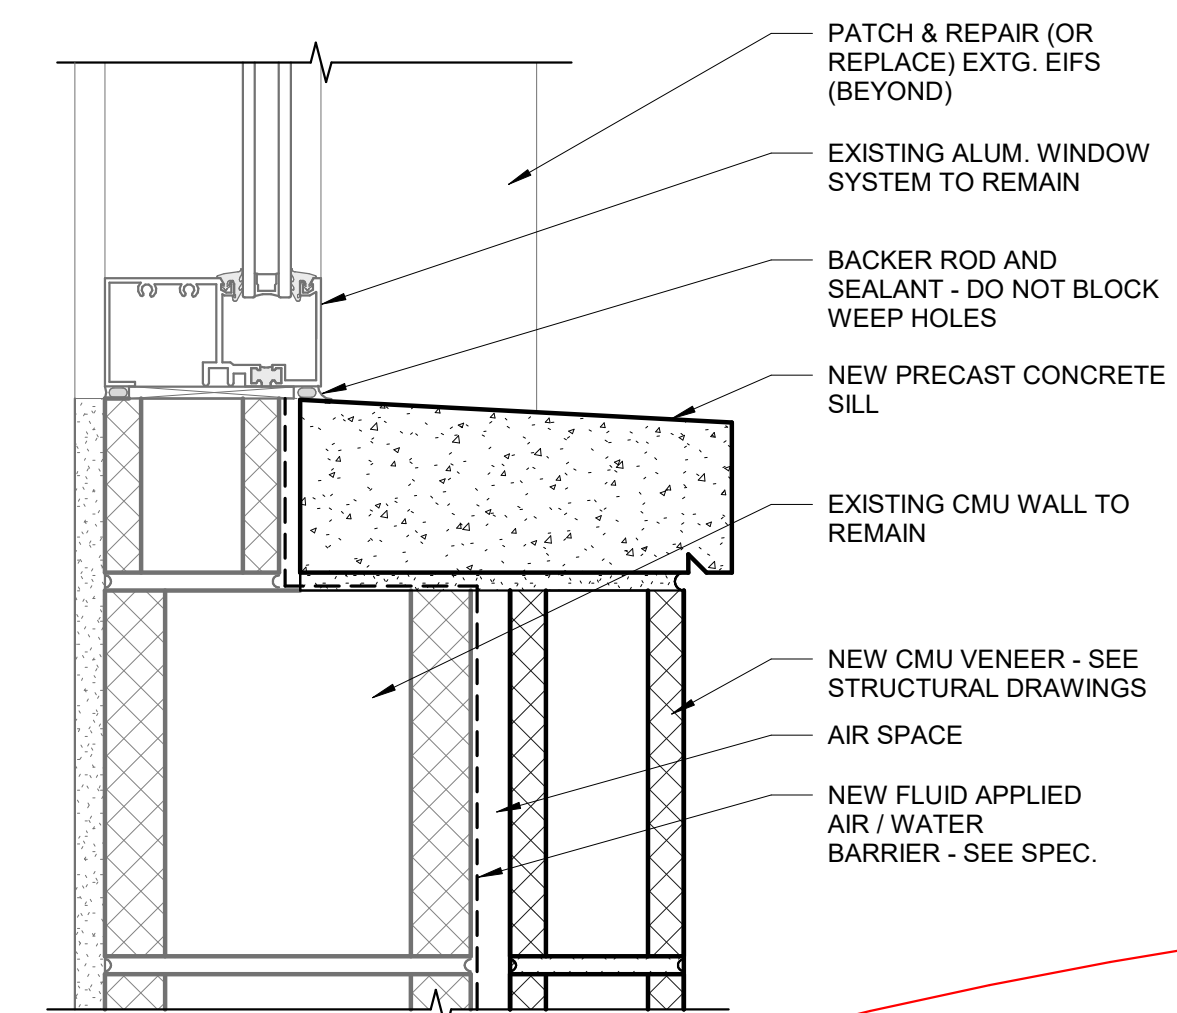 PATCH & REPAIR (OR
REPLACE) EXTG. EIFS
(BEYOND)
EXISTING ALUM. WINDOW
SYSTEM TO REMAIN
BACKER ROD AND
SEALANT - DO NOT BLOCK
WEEP HOLES
NEW PRECAST CONCRETE
SILL
EXISTING CMU WALL TO
REMAIN
NEW CMU VENEER - SEE
STRUCTURAL DRAWINGS
AIR SPACE
NEW FLUID APPLIED
AIR / WATER
BARRIER - SEE SPEC.